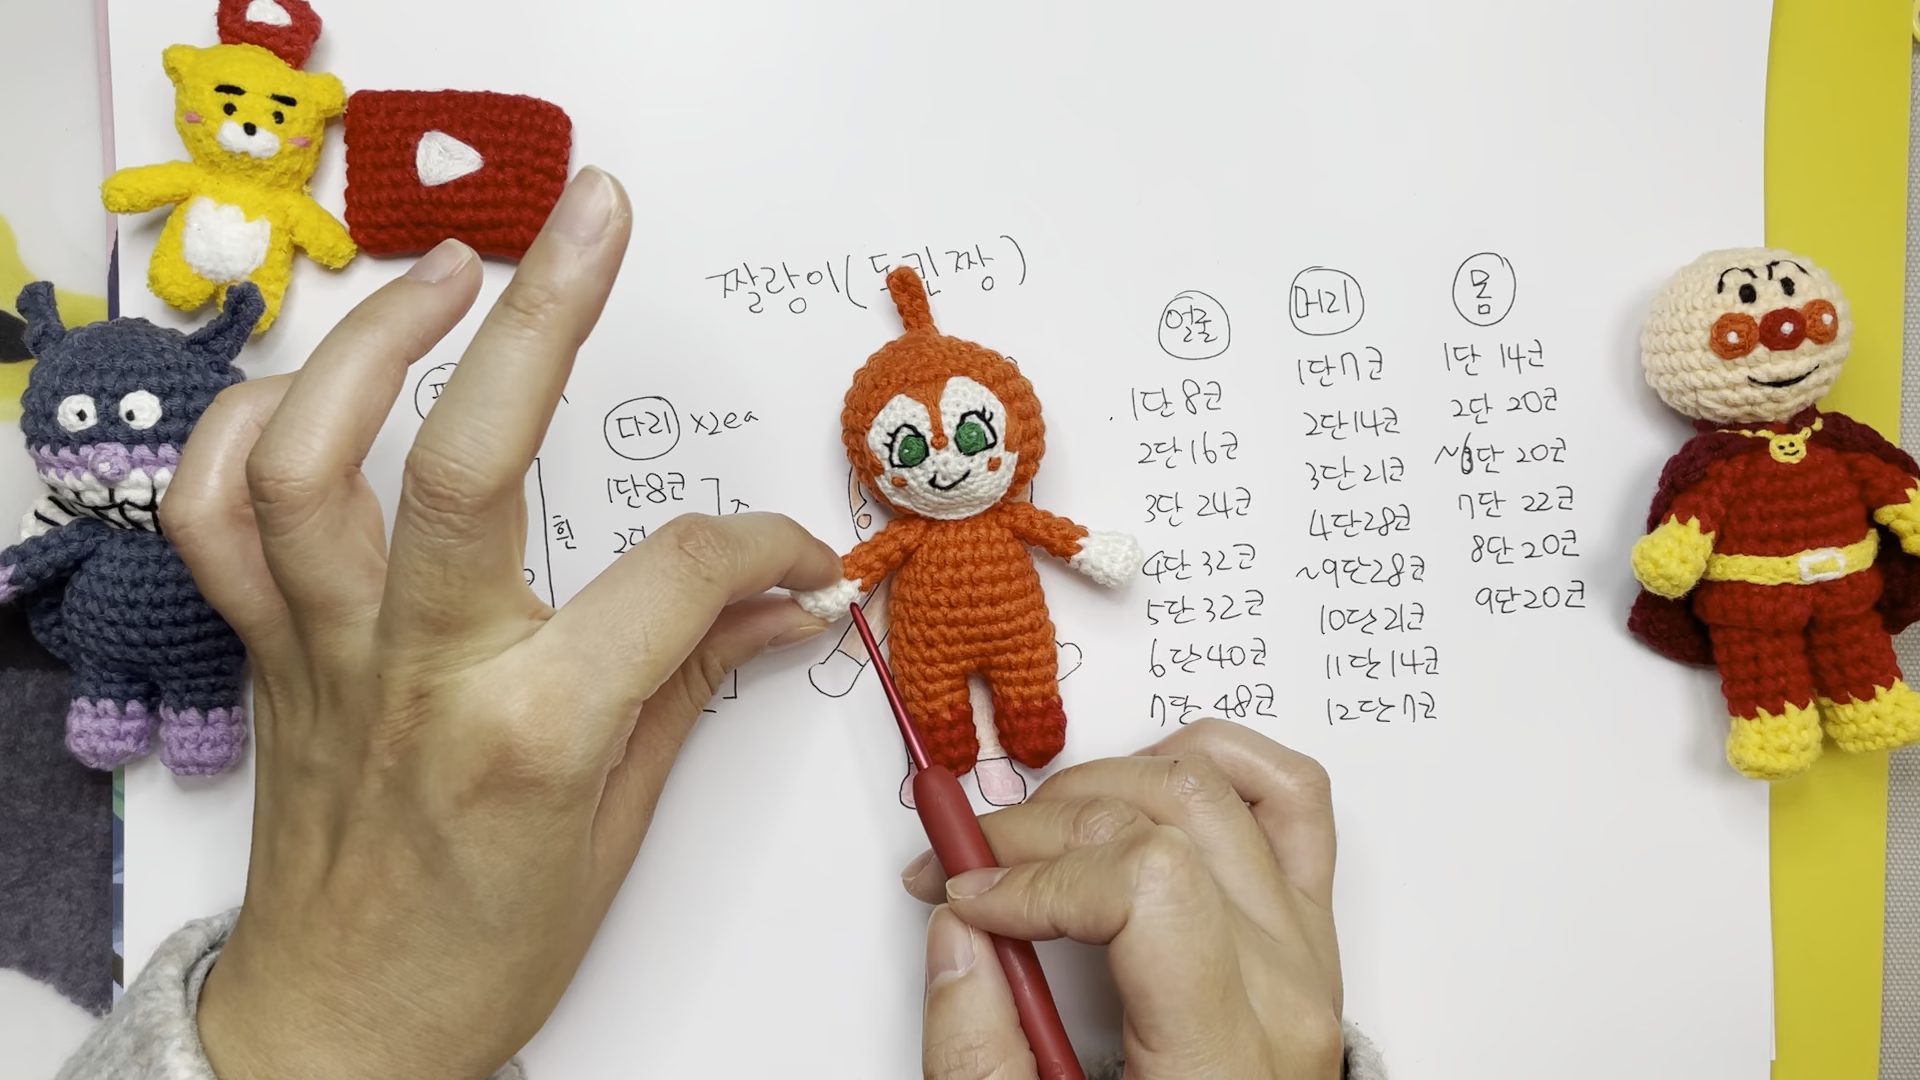 짤랑이(도킨짱)
다리 x2ea
1단8코
흰
얼굴
1단 8코
2단 16코
3단 24코
4단 32코
5단 32코
6단 40코
7단 48코
머리
1단7코
2단14코
3단21코
4단28코
~9단28코
10단21코
11단14코
12단7코
몸
1단 14코
2단 20코
~6단 20코
7단 22코
8단 20코
9단20코